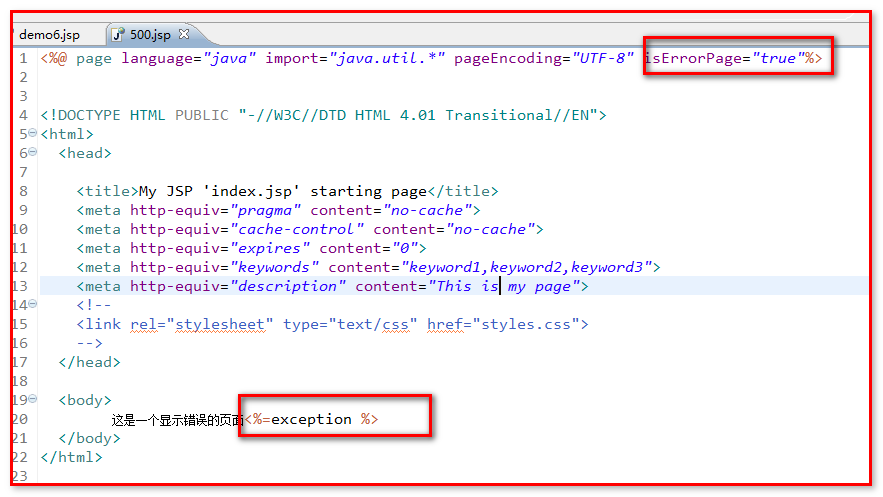 demo6.jsp 500.jsp
1 <%@ page language="java" import="java.util.*" pageEncoding="UTF-8" isErrorPage="true"%>
2
3
4 <!DOCTYPE HTML PUBLIC "-//W3C//DTD HTML 4.01 Transitional//EN">
5 <html>
6 <head>
7
8 <title>My JSP 'index.jsp' starting page</title>
9 <meta http-equiv="pragma" content="no-cache">
10 <meta http-equiv="cache-control" content="no-cache">
11 <meta http-equiv="expires" content="0">
12 <meta http-equiv="keywords" content="keyword1,keyword2,keyword3">
13 <meta http-equiv="description" content="This is my page">
14 <!--
15 <link rel="stylesheet" type="text/css" href="styles.css">
16 -->
17 </head>
18
19 <body>
20 这是一个显示错误的页面<%=exception %>
21 </body>
22 </html>
23